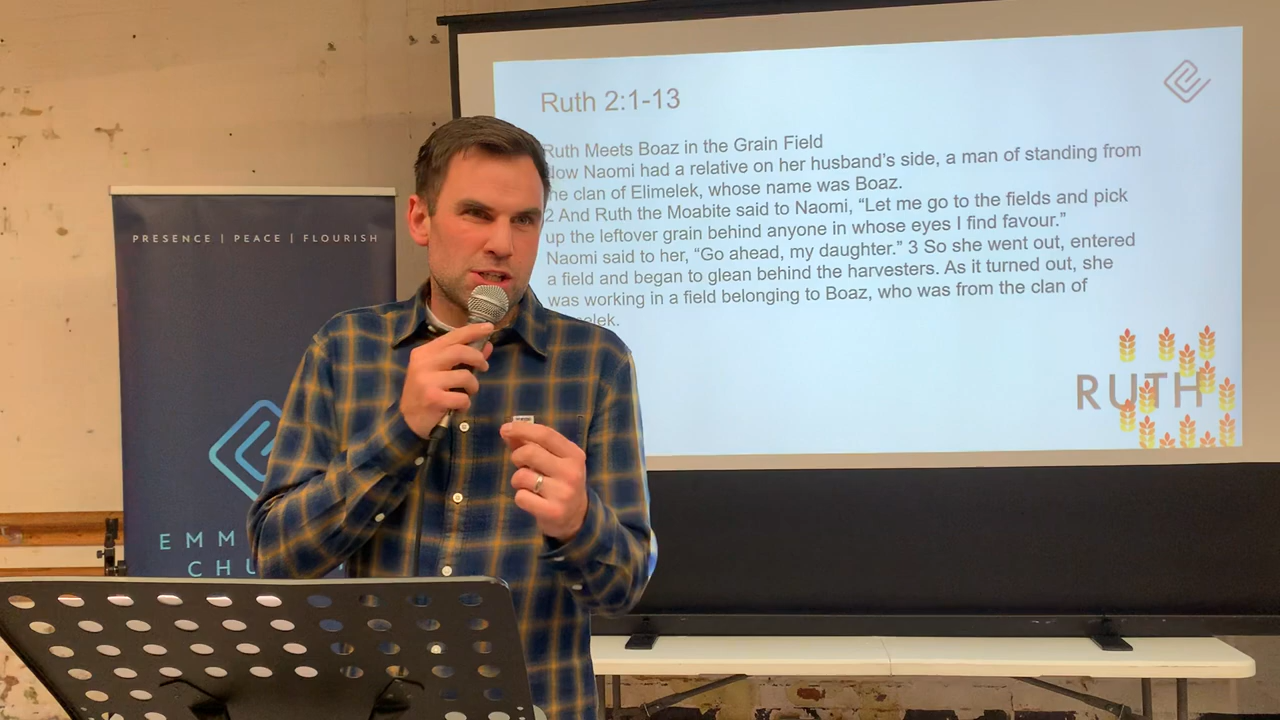 Ruth 2:1-13
Ruth Meets Boaz in the Grain Field
Naomi had a relative on her husband's side, a man of standing from
clan of Elimelek, whose name was Boaz.
2 And Ruth the Moabite said to Naomi, “Let me go to the fields and pick
up the leftover grain behind anyone in whose eyes I find favour.”
Naomi said to her, “Go ahead, my daughter.” 3 So she went out, entered
a field and began to glean behind the harvesters. As it turned out, she
was working in a field belonging to Boaz, who was from the clan of
RUTH
PRESENCE | PEACE | FLOURISH